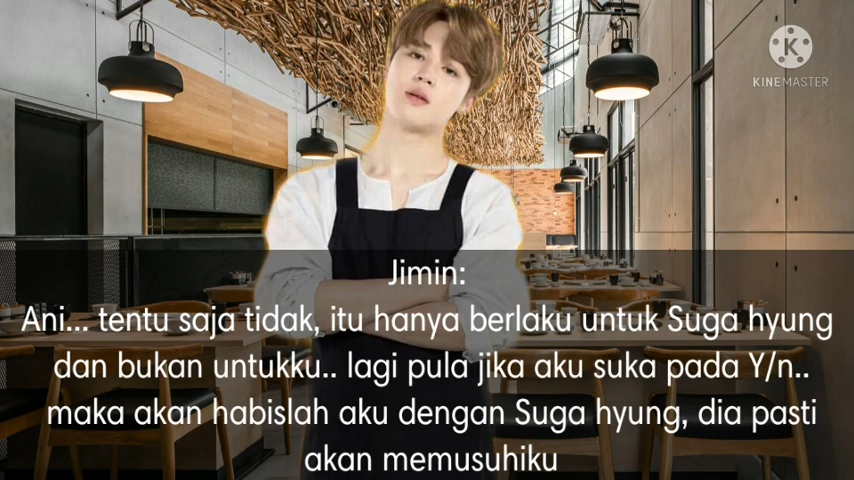 KINEMASTER
Jimin:
Ani... tentu saja tidak, itu hanya berlaku untuk Suga hyung
dan bukan untukku.. lagi pula jika aku suka pada Y/n..
maka akan habislah aku dengan Suga hyung, dia pasti
akan memusuhiku